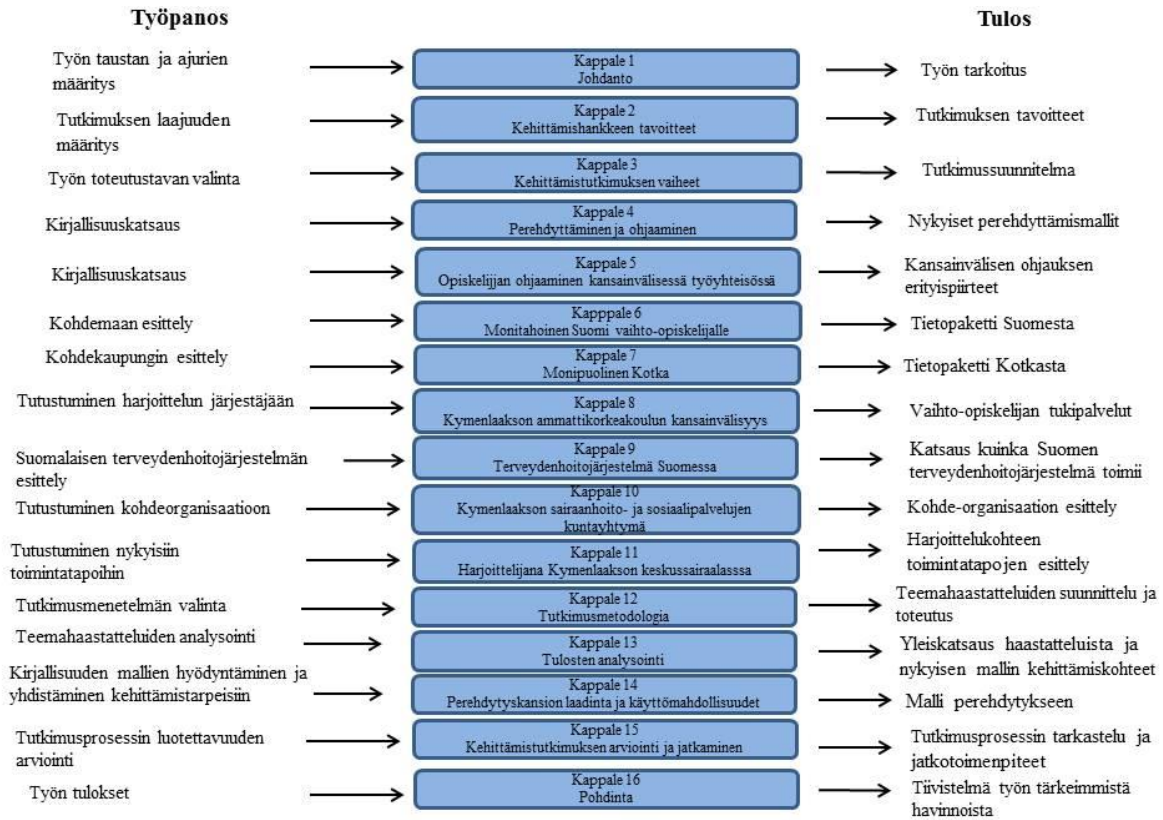 Työpanos
Tulos
Työn taustan ja ajurien
määritys
Kappale 1
Johdanto
Työn tarkoitus
Tutkimuksen laajuuden
määritys
Kappale 2
Kehittämishankkeen tavoitteet
Tutkimuksen tavoitteet
Työn toteutustavan valinta
Kappale 3
Kehittämistutkimuksen vaiheet
Tutkimussuunnitelma
Kirjallisuuskatsaus
Kappale 4
Perehdyttäminen ja ohjaaminen
Nykyiset perehdyttämismallit
Kirjallisuuskatsaus
Kappale 5
Opiskelijjan ohjaaminen kansainvälisessä työyhteisössä
Kansainvälisen ohjauksen
erityispiirteet
Kohdemaan esittely
Kapppale 6
Monitahoinen Suomi vaihto-opiskelijalle
Tietopaketti Suomesta
Kohdekaupungin esittely
Kappale 7
Monipuolinen Kotka
Tietopaketti Kotkasta
Tutustuminen harjoittelun järjestäjään
Kappale 8
Kymenlaakson ammattikorkeakoulun kansainvälisyys
Vaihto-opiskelijan tukipalvelut
Suomalaisen terveydenhoitojärjestelmän
esittely
Kappale 9
Terveydenhoitojärjestelmä Suomessa
Katsaus kuinka Suomen
terveydenhoitojärjestelmä toimii
Tutustuminen kohdeorganisaatioon
Kappale 10
Kymenlaakson sairaanhoito- ja sosiaalipalvelujen
kuntayhtymä
Kohde-organisaation esittely
Tutustuminen nykyisiin
toimintatapoihin
Kappale 11
Harjoittelijana Kymenlaakson keskussairaalasssa
Harjoittelukohteen
toimintatapojen esittely
Tutkimusmenetelmän valinta
Kappale 12
Tutkimusmetodologia
Teemahaastatteluiden suunnittelu ja
toteutus
Teemahaastatteluiden analysointi
Kappale 13
Tulosten analysointi
Yleiskatsaus haastatteluista ja
nykyisen mallin kehittämiskohteet
Kirjallisuuden mallien hyödyntäminen ja
yhdistäminen kehittämistarpeisiin
Kappale 14
Perehdytyskansion laadinta ja käyttömahdollisuudet
Malli perehdytykseen
Tutkimusprosessin luotettavuuden
arviointi
Kappale 15
Kehittämistutkimuksen arviointi ja jatkaminen
Tutkimusprosessin tarkastelu ja
jatkotoimenpiteet
Työn tulokset
Kappale 16
Pohdinta
Tiivistelmä työn tärkeimmistä
havinnoista